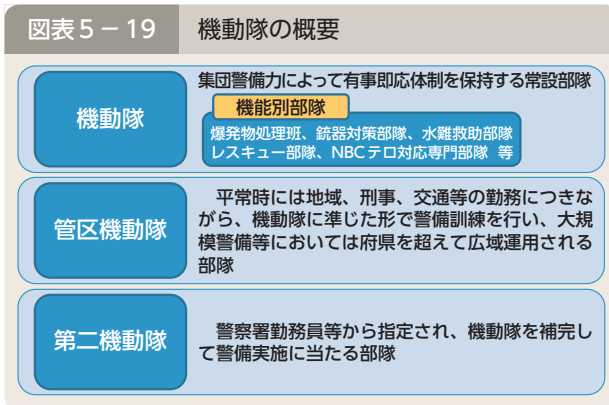 図表5－19 機動隊の概要
機動隊
集団警備力によって有事即応体制を保持する常設部隊
機能別部隊
爆発物処理班、銃器対策部隊、水難救助部隊
レスキュー部隊、NBCテロ対応専門部隊 等
管区機動隊
平常時には地域、刑事、交通等の勤務につきな
がら、機動隊に準じた形で警備訓練を行い、大規
模警備等においては府県を超えて広域運用される
部隊
第二機動隊
警察署勤務員等から指定され、機動隊を補完し
て警備実施に当たる部隊